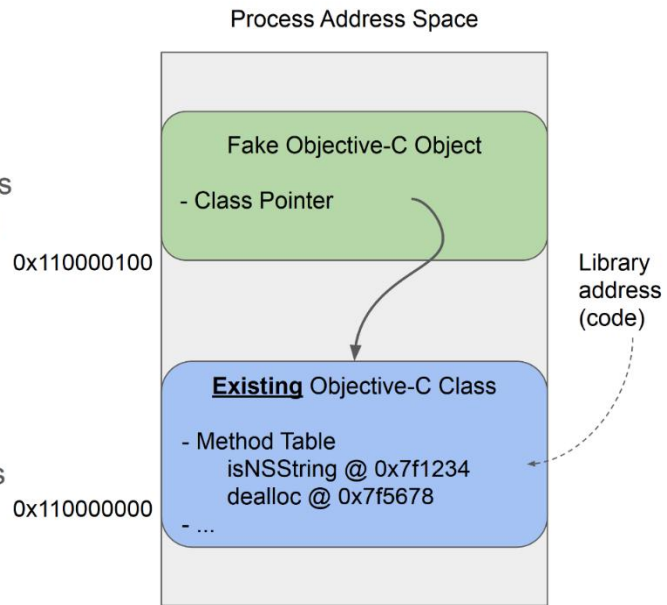 Process Address Space
Fake Objective-C Object
s
- Class Pointer
0x110000100
Library
address
(code)
Existing Objective-C Class
- Method Table
isNSString @ 0x7f1234
s
dealloc @ 0x7f5678
0x110000000
- ...